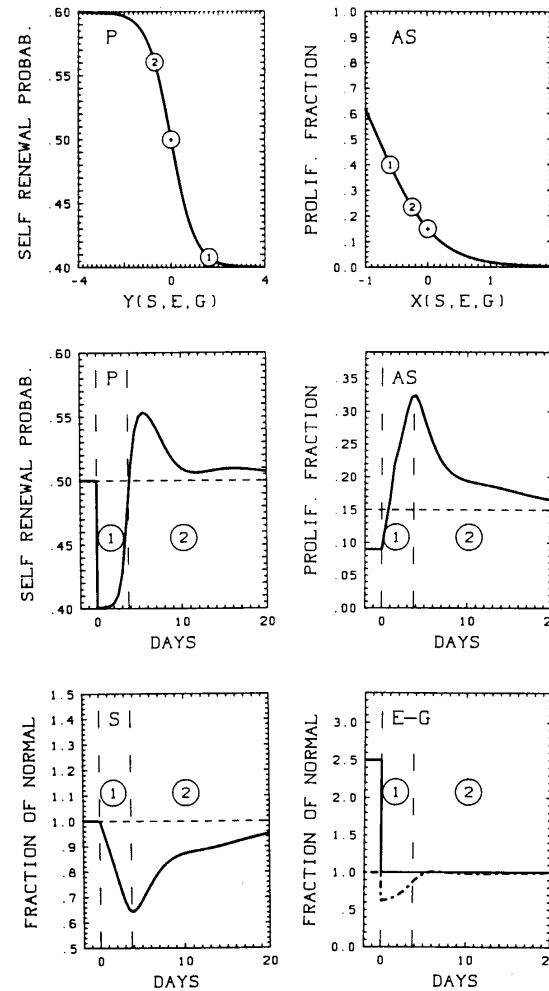 P
SELF RENEWAL PROBAB.
.60
.55
.50
.45
.40
2
+
1
-4 0 4
Y(S,E,G)
AS
PROLIF. FRACTION
1.0
.9
.8
.7
.6
.5
.4
.3
.2
.1
0.0
1
2
+
-1 0 1
X(S,E,G)
P
SELF RENEWAL PROBAB.
.60
.55
.50
.45
.40
1
2
0 10 20
DAYS
AS
PROLIF. FRACTION
.35
.30
.25
.20
.15
.10
.05
.00
1
2
0 10
DAYS
S
FRACTION OF NORMAL
1.5
1.4
1.3
1.2
1.1
1.0
.9
.8
.7
.6
.5
1
2
0 10 20
DAYS
E-G
FRACTION OF NORMAL
3.0
2.5
2.0
1.5
1.0
.5
0.0
1
2
0 10
DAYS